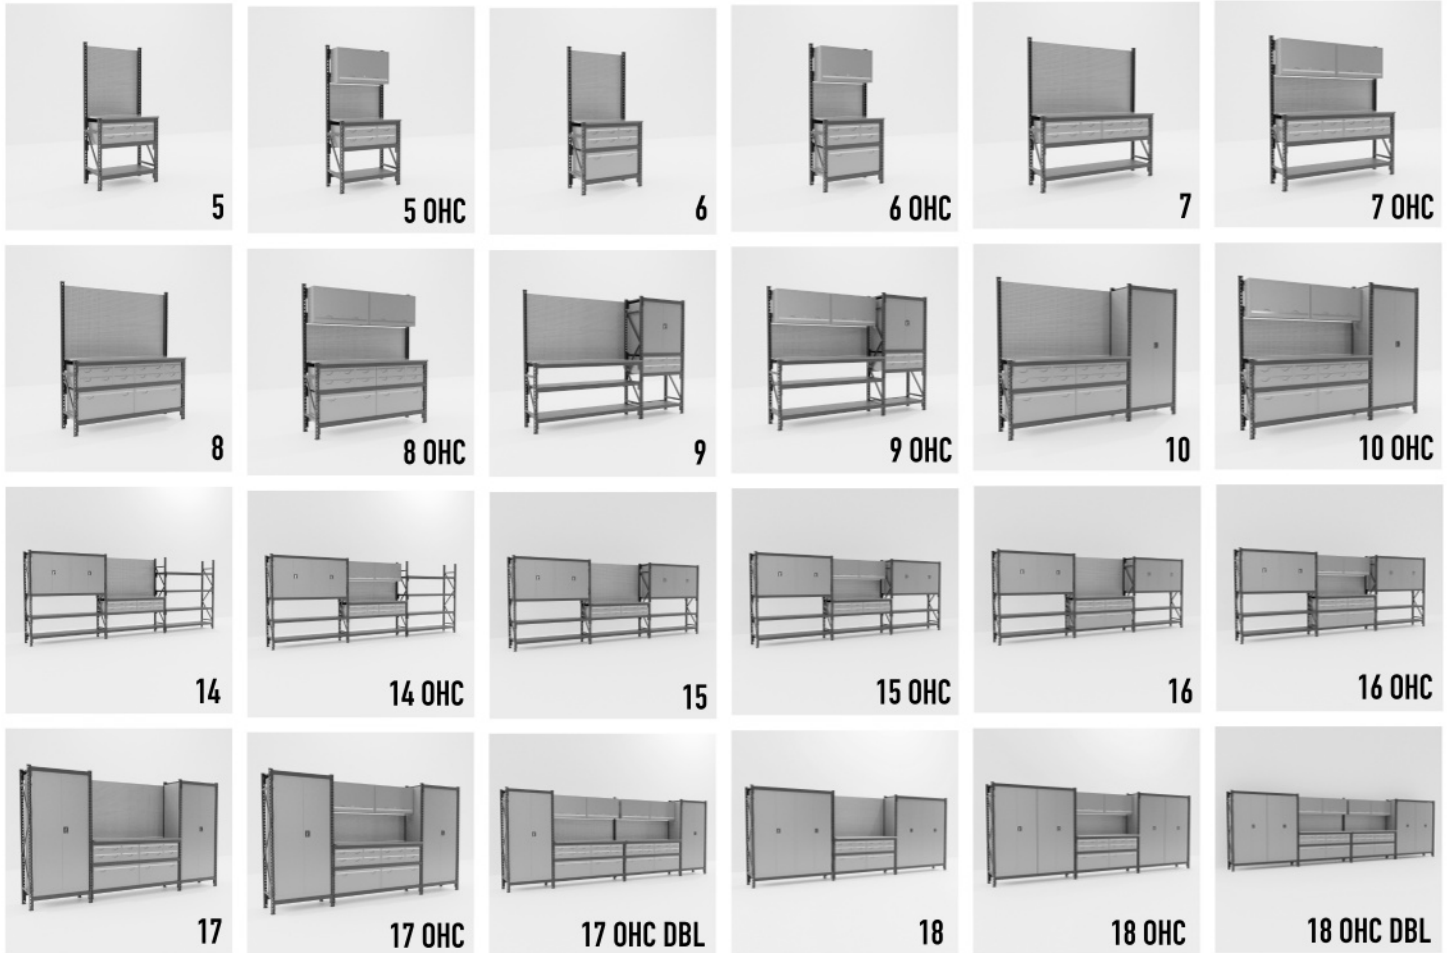 5
5 OHC
6
6 OHC
7
7 OHC
8
8 OHC
9
9 OHC
10
10 OHC
14
14 OHC
15
15 OHC
16
16 OHC
17
17 OHC
17 OHC DBL
18
18 OHC
18 OHC DBL